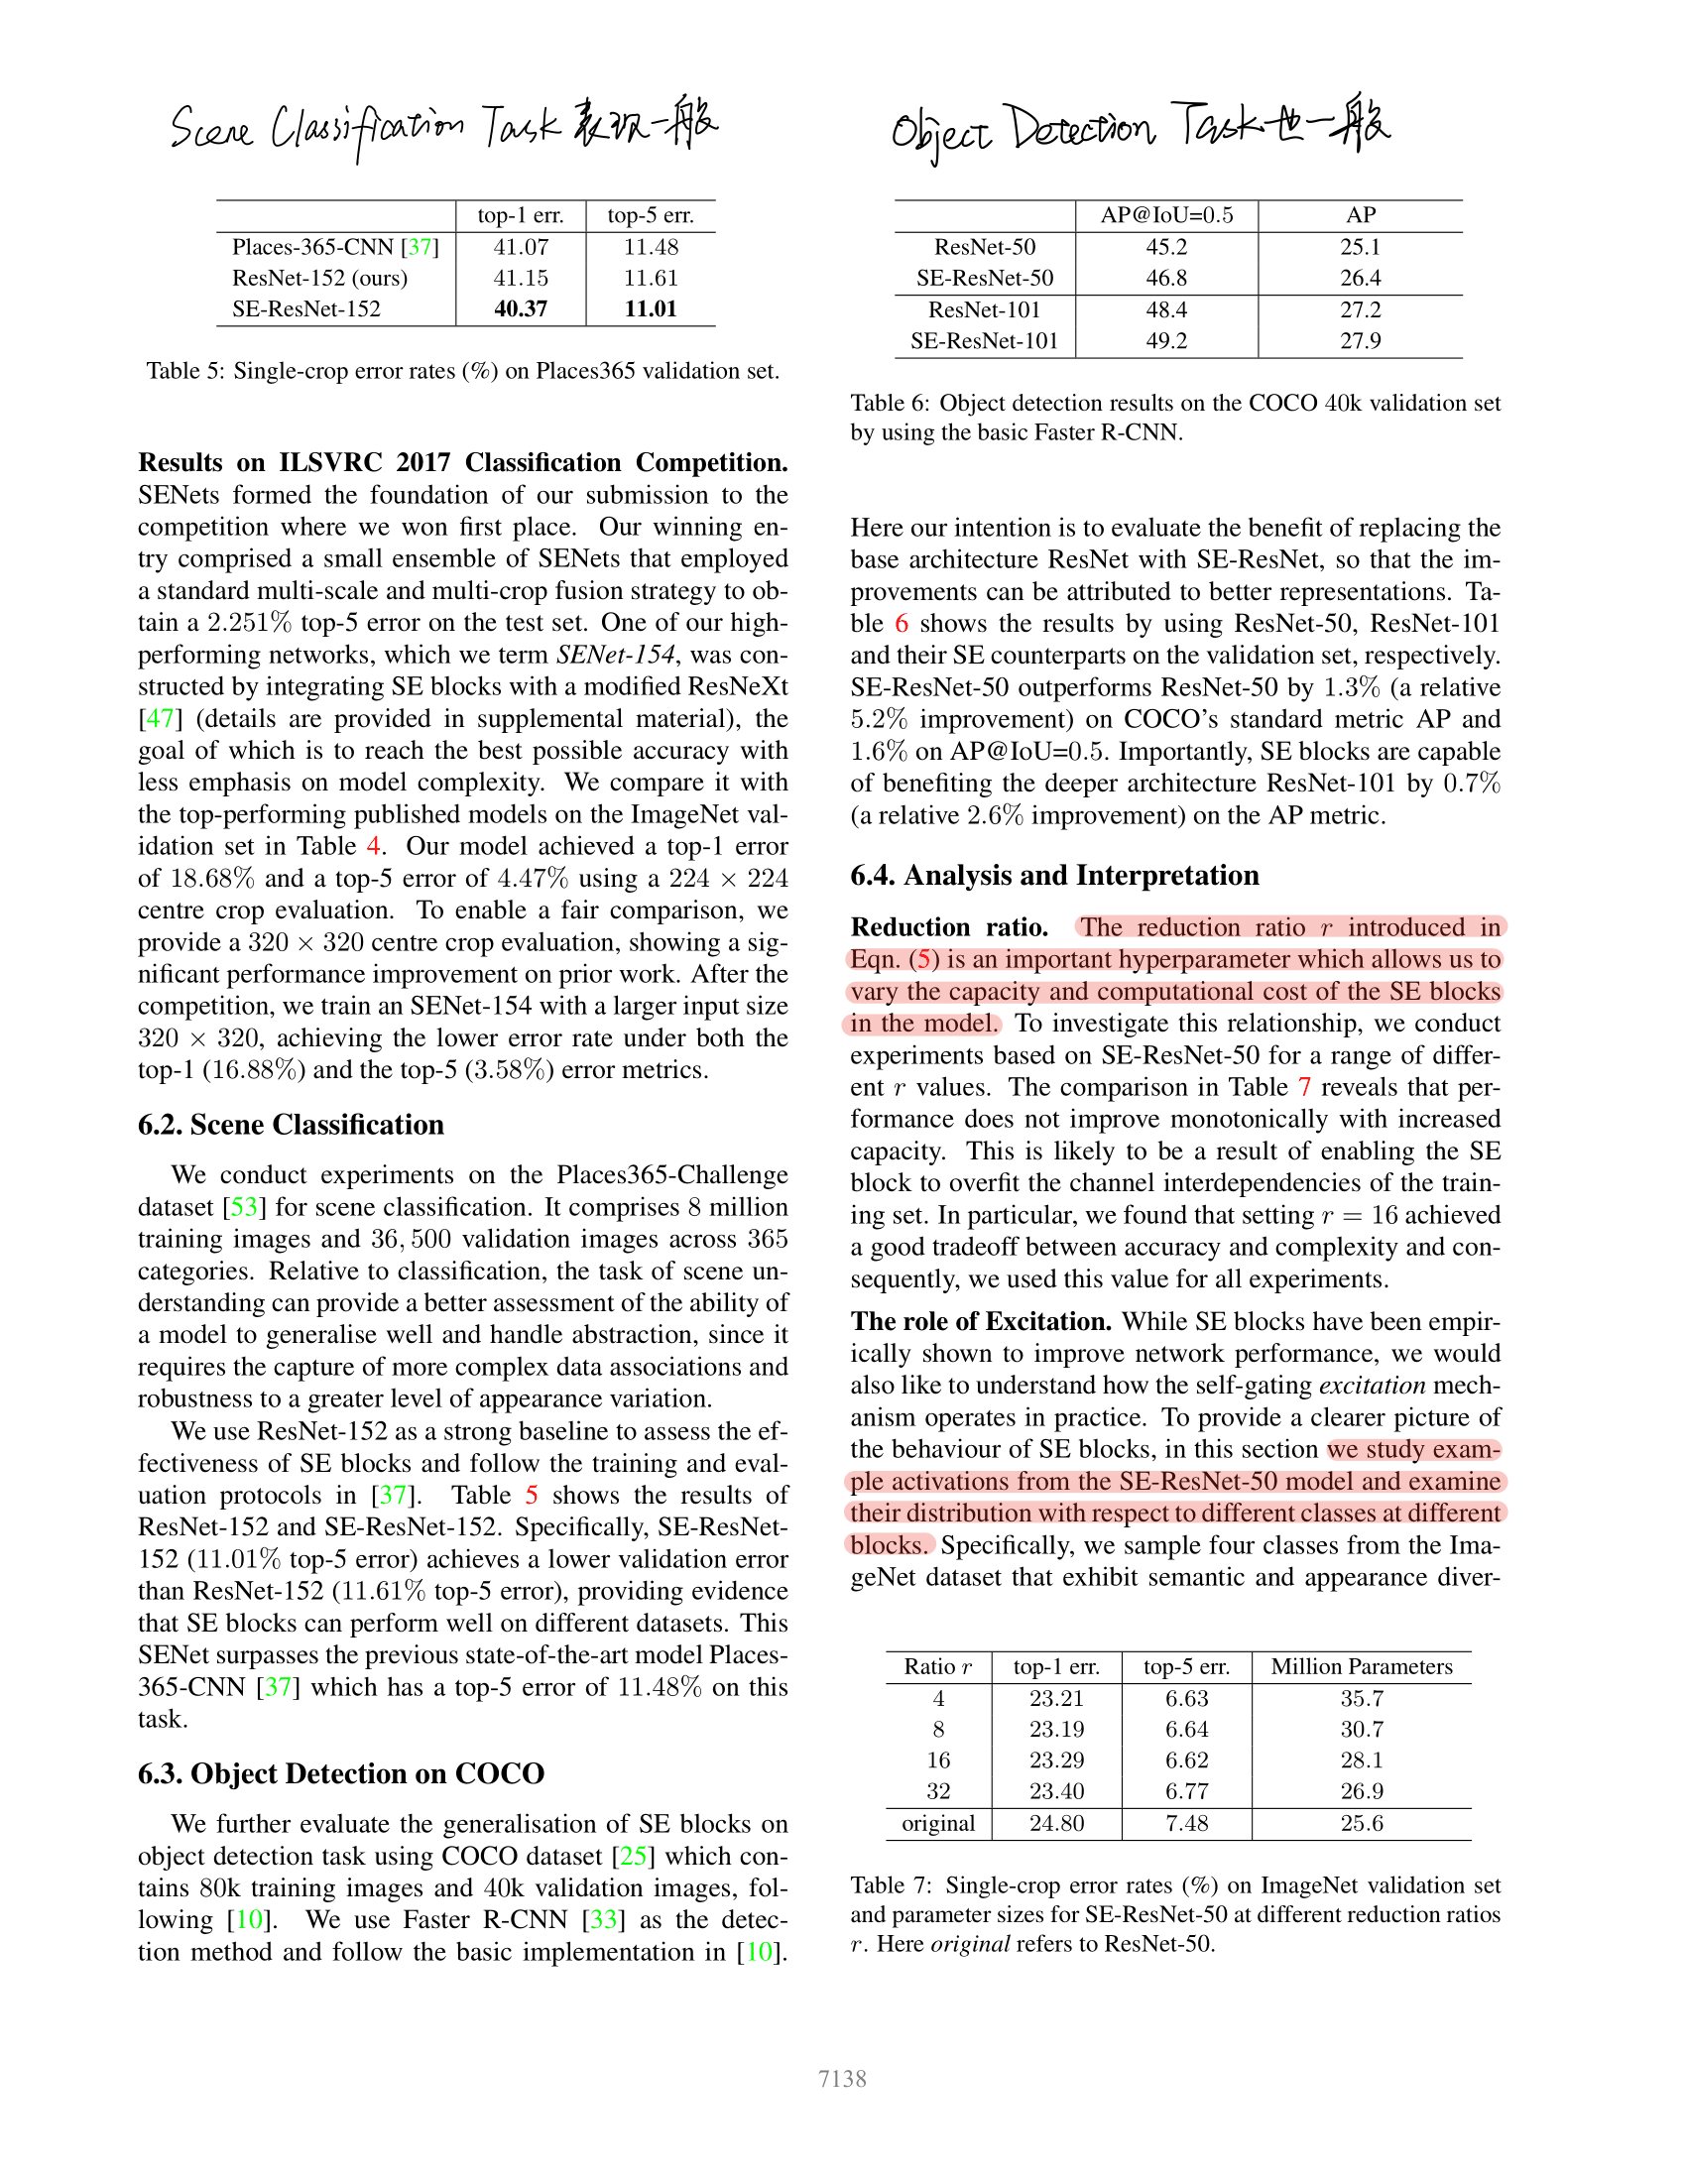 Scene Classification Task 表现一般
top-1 err. top-5 err.
Places-365-CNN [37] 41.07 11.48
ResNet-152 (ours) 41.15 11.61
SE-ResNet-152 40.37 11.01
Table 5: Single-crop error rates (%) on Places365 validation set.
Results on ILSVRC 2017 Classification Competition.
SENets formed the foundation of our submission to the
competition where we won first place. Our winning en-
try comprised a small ensemble of SENets that employed
a standard multi-scale and multi-crop fusion strategy to ob-
tain a 2.251% top-5 error on the test set. One of our high-
performing networks, which we term SENet-154, was con-
structed by integrating SE blocks with a modified ResNeXt
[47] (details are provided in supplemental material), the
goal of which is to reach the best possible accuracy with
less emphasis on model complexity. We compare it with
the top-performing published models on the ImageNet val-
idation set in Table 4. Our model achieved a top-1 error
of 18.68% and a top-5 error of 4.47% using a 224 × 224
centre crop evaluation. To enable a fair comparison, we
provide a 320 × 320 centre crop evaluation, showing a sig-
nificant performance improvement on prior work. After the
competition, we train an SENet-154 with a larger input size
320 × 320, achieving the lower error rate under both the
top-1 (16.88%) and the top-5 (3.58%) error metrics.
6.2. Scene Classification
We conduct experiments on the Places365-Challenge
dataset [53] for scene classification. It comprises 8 million
training images and 36, 500 validation images across 365
categories. Relative to classification, the task of scene un-
derstanding can provide a better assessment of the ability of
a model to generalise well and handle abstraction, since it
requires the capture of more complex data associations and
robustness to a greater level of appearance variation.
We use ResNet-152 as a strong baseline to assess the ef-
fectiveness of SE blocks and follow the training and eval-
uation protocols in [37]. Table 5 shows the results of
ResNet-152 and SE-ResNet-152. Specifically, SE-ResNet-
152 (11.01% top-5 error) achieves a lower validation error
than ResNet-152 (11.61% top-5 error), providing evidence
that SE blocks can perform well on different datasets. This
SENet surpasses the previous state-of-the-art model Places-
365-CNN [37] which has a top-5 error of 11.48% on this
task.
6.3. Object Detection on COCO
We further evaluate the generalisation of SE blocks on
object detection task using COCO dataset [25] which con-
tains 80k training images and 40k validation images, fol-
lowing [10]. We use Faster R-CNN [33] as the detec-
tion method and follow the basic implementation in [10].
Object Detection Task 也一般
AP@IoU=0.5 AP
ResNet-50 45.2 25.1
SE-ResNet-50 46.8 26.4
ResNet-101 48.4 27.2
SE-ResNet-101 49.2 27.9
Table 6: Object detection results on the COCO 40k validation set
by using the basic Faster R-CNN.
Here our intention is to evaluate the benefit of replacing the
base architecture ResNet with SE-ResNet, so that the im-
provements can be attributed to better representations. Ta-
ble 6 shows the results by using ResNet-50, ResNet-101
and their SE counterparts on the validation set, respectively.
SE-ResNet-50 outperforms ResNet-50 by 1.3% (a relative
5.2% improvement) on COCO's standard metric AP and
1.6% on AP@IoU=0.5. Importantly, SE blocks are capable
of benefiting the deeper architecture ResNet-101 by 0.7%
(a relative 2.6% improvement) on the AP metric.
6.4. Analysis and Interpretation
Reduction ratio. The reduction ratio r introduced in
Eqn. (5) is an important hyperparameter which allows us to
vary the capacity and computational cost of the SE blocks
in the model. To investigate this relationship, we conduct
experiments based on SE-ResNet-50 for a range of differ-
ent r values. The comparison in Table 7 reveals that per-
formance does not improve monotonically with increased
capacity. This is likely to be a result of enabling the SE
block to overfit the channel interdependencies of the train-
ing set. In particular, we found that setting r = 16 achieved
a good tradeoff between accuracy and complexity and con-
sequently, we used this value for all experiments.
The role of Excitation. While SE blocks have been empir-
ically shown to improve network performance, we would
also like to understand how the self-gating excitation mech-
anism operates in practice. To provide a clearer picture of
the behaviour of SE blocks, in this section we study exam-
ple activations from the SE-ResNet-50 model and examine
their distribution with respect to different classes at different
blocks. Specifically, we sample four classes from the Ima-
geNet dataset that exhibit semantic and appearance diver-
Ratio r top-1 err. top-5 err. Million Parameters
4 23.21 6.63 35.7
8 23.19 6.64 30.7
16 23.29 6.62 28.1
32 23.40 6.77 26.9
original 24.80 7.48 25.6
Table 7: Single-crop error rates (%) on ImageNet validation set
and parameter sizes for SE-ResNet-50 at different reduction ratios
r. Here original refers to ResNet-50.
7138